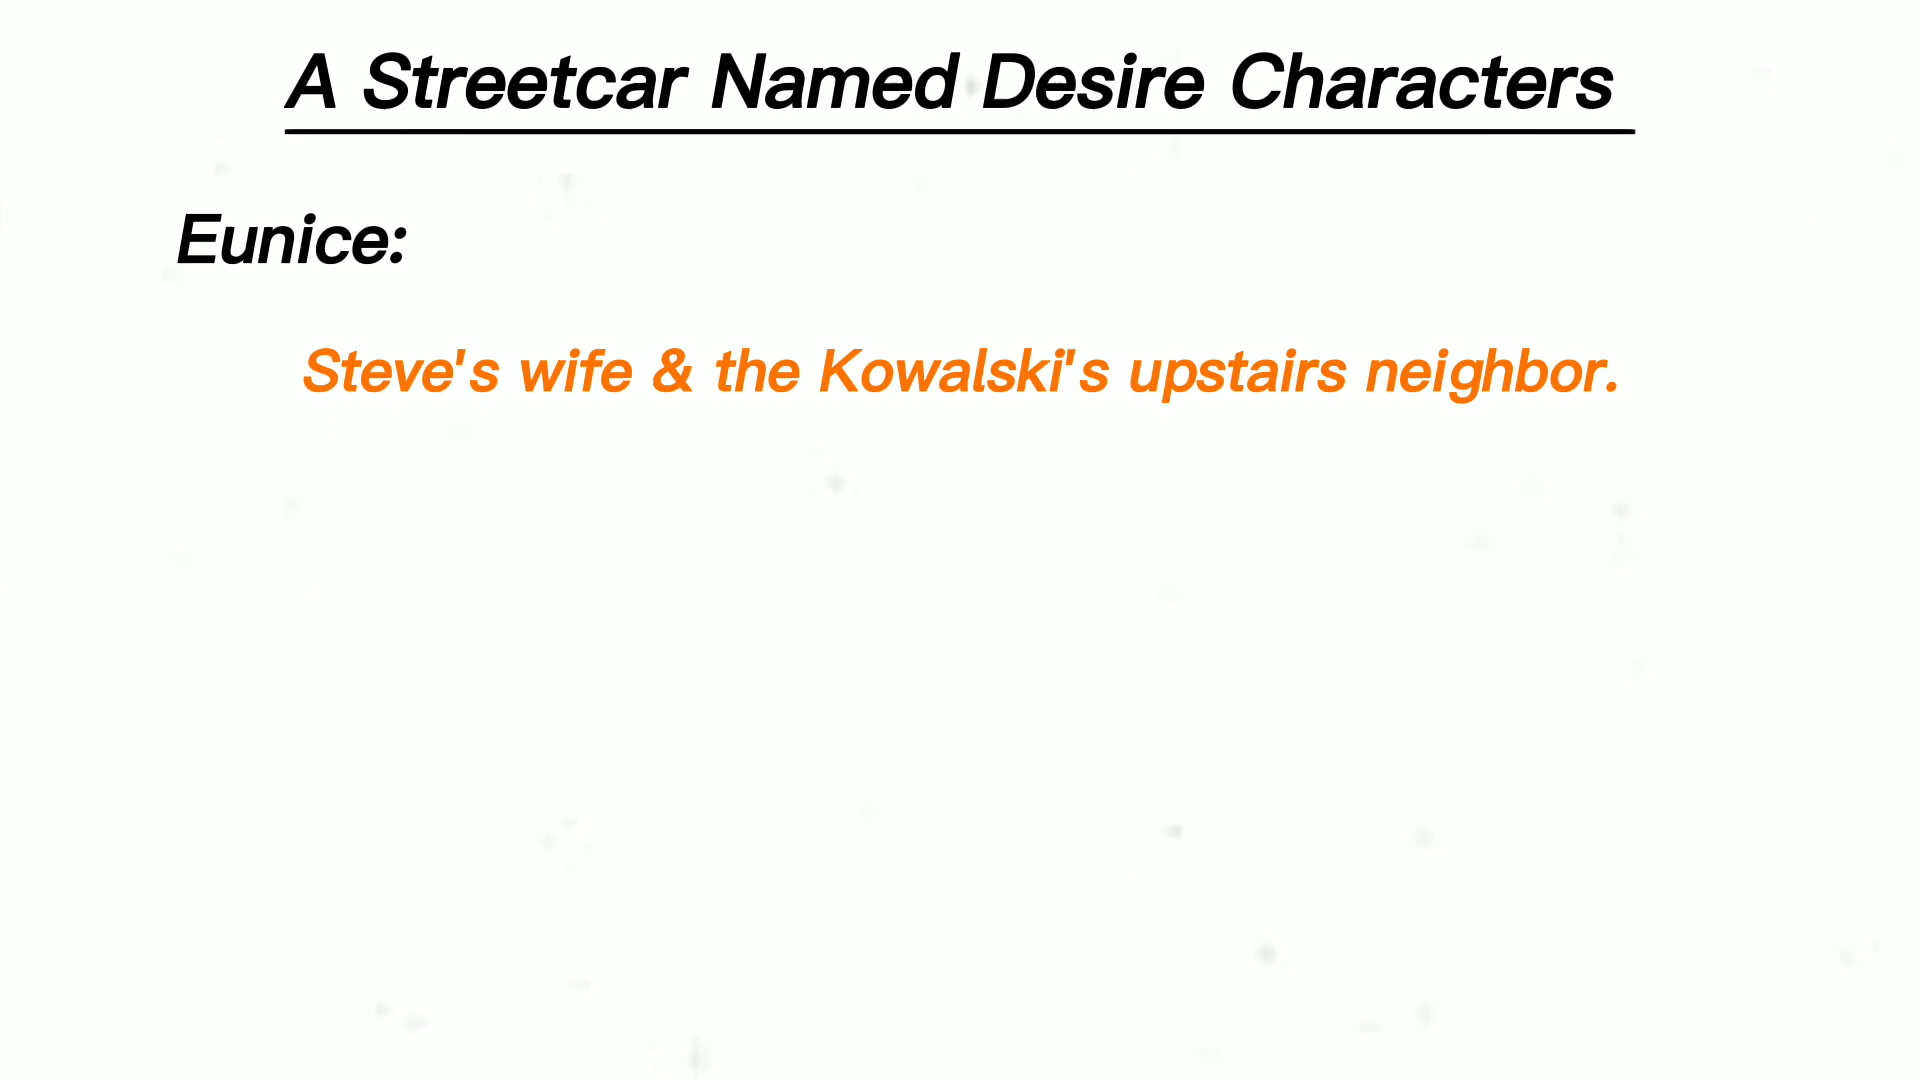 A Streetcar Named Desire Characters
Eunice:
Steve's wife & the Kowalski's upstairs neighbor.